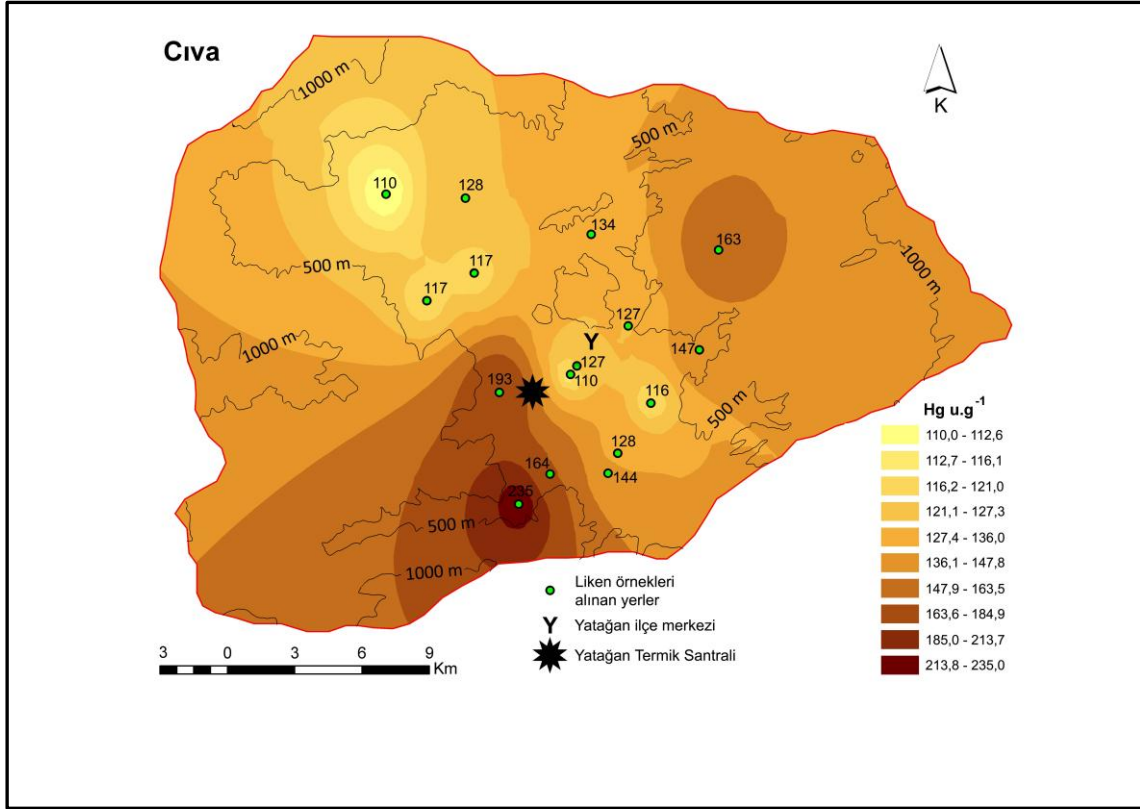 Cıva
K
1000 m
500 m
110
128
134
163
500 m
117
117
1000 m
127
Y
147
1000 m
127
110
193
116
500 m
128
144
164
235
500 m
1000 m
Hg u.g⁻¹
110,0 - 112,6
112,7 - 116,1
116,2 - 121,0
121,1 - 127,3
127,4 - 136,0
136,1 - 147,8
147,9 - 163,5
163,6 - 184,9
185,0 - 213,7
213,8 - 235,0
Liken örnekleri
alınan yerler
Y Yatağan ilçe merkezi
Yatağan Termik Santrali
3 0 3 6 9
Km